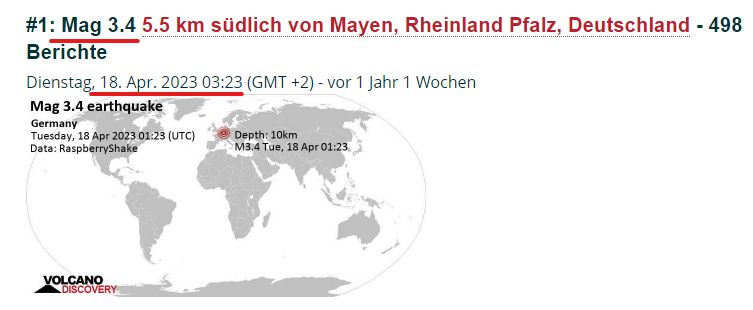 #1: Mag 3.4 5.5 km südlich von Mayen, Rheinland Pfalz, Deutschland - 498
Berichte
Dienstag, 18. Apr. 2023 03:23 (GMT +2) - vor 1 Jahr 1 Wochen
Mag 3.4 earthquake
Germany
Tuesday, 18 Apr 2023 01:23 (UTC)
Data: RaspberryShake
Depth: 10km
M3.4 Tue, 18 Apr 01:23
VOLCANO
DISCOVERY